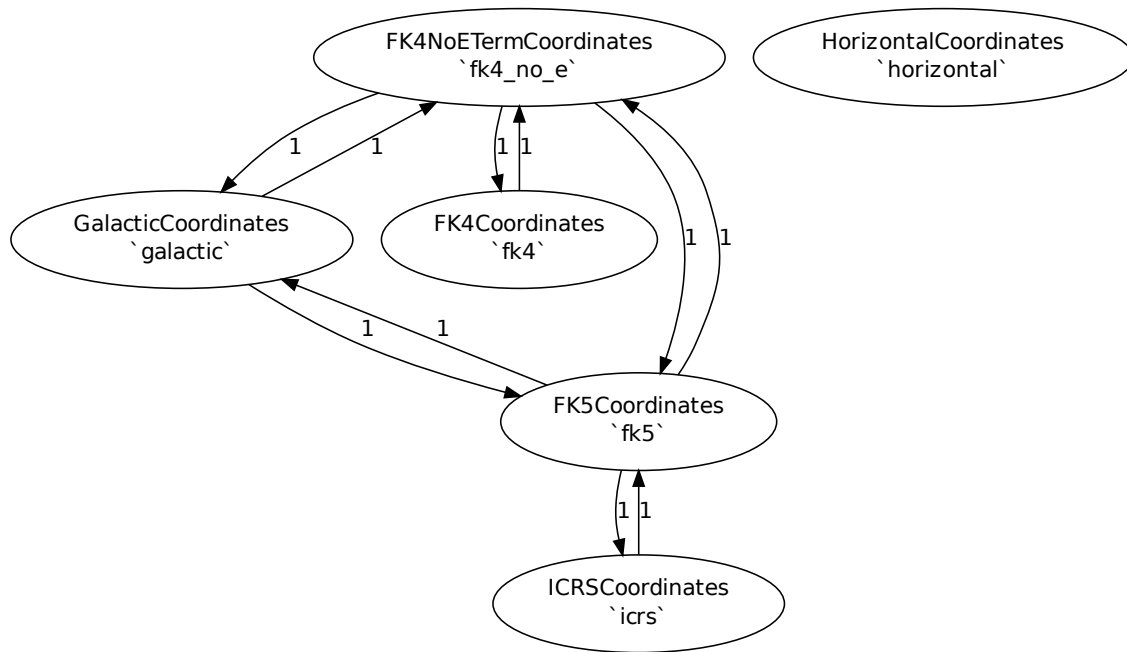 FK4NoETermCoordinates
`fk4_no_e`
HorizontalCoordinates
`horizontal`
1
1
1
1
GalacticCoordinates
`galactic`
FK4Coordinates
`fk4`
1
1
1
1
FK5Coordinates
`fk5`
1
1
ICRSCoordinates
`icrs`